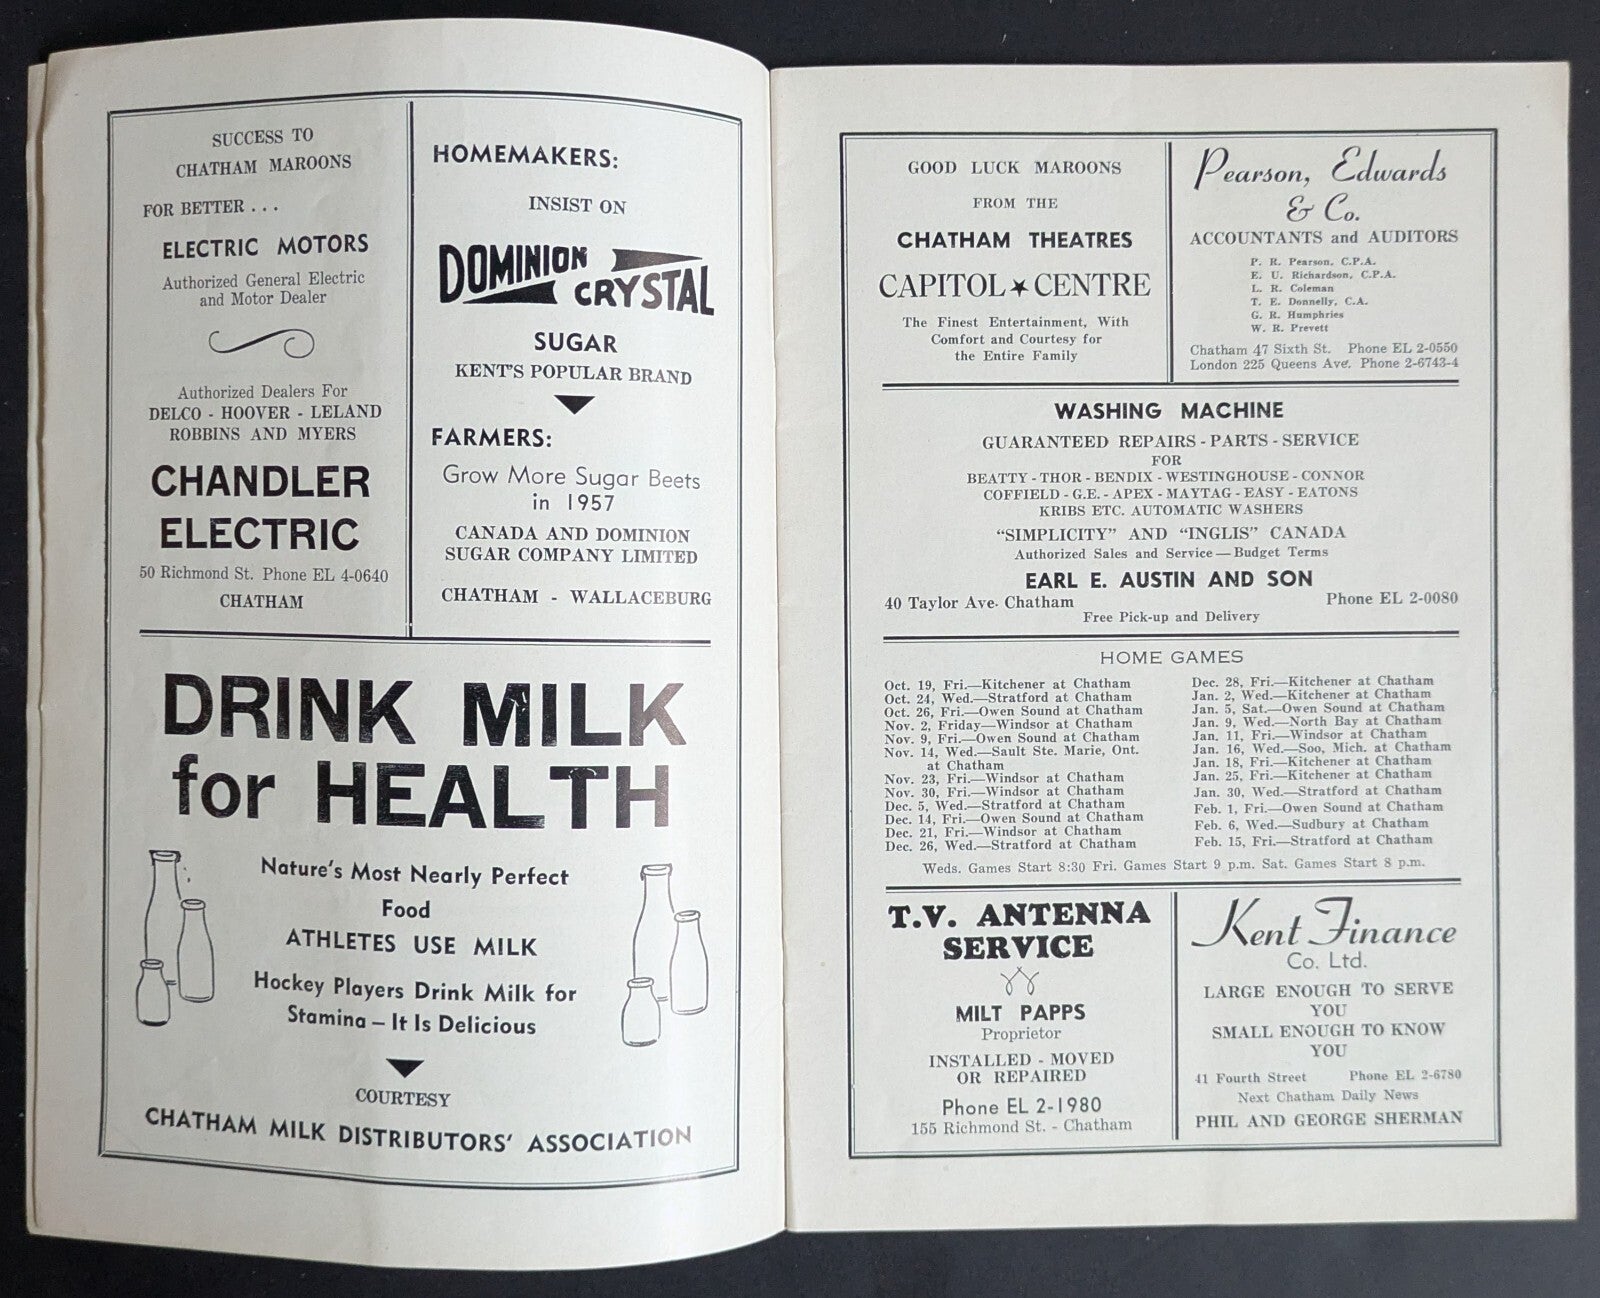 SUCCESS TO
CHATHAM MAROONS
FOR BETTER . . .
ELECTRIC MOTORS
Authorized General Electric
and Motor Dealer
Authorized Dealers For
DELCO - HOOVER - LELAND
ROBBINS AND MYERS
CHANDLER
ELECTRIC
50 Richmond St. Phone EL 4-0640
CHATHAM
HOMEMAKERS:
INSIST ON
DOMINION
CRYSTAL
SUGAR
KENT'S POPULAR BRAND
FARMERS:
Grow More Sugar Beets
in 1957
CANADA AND DOMINION
SUGAR COMPANY LIMITED
CHATHAM - WALLACEBURG
DRINK MILK
for HEALTH
Nature's Most Nearly Perfect
Food
ATHLETES USE MILK
Hockey Players Drink Milk for
Stamina – It Is Delicious
COURTESY
CHATHAM MILK DISTRIBUTORS' ASSOCIATION
GOOD LUCK MAROONS
FROM THE
CHATHAM THEATRES
CAPITOL ★ CENTRE
The Finest Entertainment, With
Comfort and Courtesy for
the Entire Family
Pearson, Edwards
& Co.
ACCOUNTANTS and AUDITORS
P. R. Pearson, C.P.A.
E. U. Richardson, C.P.A.
L. R. Coleman
T. E. Donnelly, C.A.
G. R. Humphries
W. R. Prevett
Chatham 47 Sixth St. Phone EL 2-0550
London 225 Queens Ave. Phone 2-6743-4
WASHING MACHINE
GUARANTEED REPAIRS - PARTS - SERVICE
FOR
BEATTY - THOR - BENDIX - WESTINGHOUSE - CONNOR
COFFIELD - G.E. - APEX - MAYTAG - EASY - EATONS
KRIBS ETC. AUTOMATIC WASHERS
"SIMPLICITY" AND "INGLIS" CANADA
Authorized Sales and Service — Budget Terms
EARL E. AUSTIN AND SON
40 Taylor Ave. Chatham Phone EL 2-0080
Free Pick-up and Delivery
HOME GAMES
Oct. 19, Fri.—Kitchener at Chatham
Oct. 24, Wed.—Stratford at Chatham
Oct. 26, Fri.—Owen Sound at Chatham
Nov. 2, Friday—Windsor at Chatham
Nov. 9, Fri.—Owen Sound at Chatham
Nov. 14, Wed.—Sault Ste. Marie, Ont.
at Chatham
Nov. 23, Fri.—Windsor at Chatham
Nov. 30, Fri.—Windsor at Chatham
Dec. 5, Wed.—Stratford at Chatham
Dec. 14, Fri.—Owen Sound at Chatham
Dec. 21, Fri.—Windsor at Chatham
Dec. 26, Wed.—Stratford at Chatham
Dec. 28, Fri.—Kitchener at Chatham
Jan. 2, Wed.—Kitchener at Chatham
Jan. 5, Sat.—Owen Sound at Chatham
Jan. 9, Wed.—North Bay at Chatham
Jan. 11, Fri.—Windsor at Chatham
Jan. 16, Wed.—Soo, Mich. at Chatham
Jan. 18, Fri.—Kitchener at Chatham
Jan. 25, Fri.—Kitchener at Chatham
Jan. 30, Wed.—Stratford at Chatham
Feb. 1, Fri.—Owen Sound at Chatham
Feb. 6, Wed.—Sudbury at Chatham
Feb. 15, Fri.—Stratford at Chatham
Weds. Games Start 8:30 Fri. Games Start 9 p.m. Sat. Games Start 8 p.m.
T.V. ANTENNA
SERVICE
MILT PAPPS
Proprietor
INSTALLED - MOVED
OR REPAIRED
Phone EL 2-1980
155 Richmond St. - Chatham
Kent Finance
Co. Ltd.
LARGE ENOUGH TO SERVE
YOU
SMALL ENOUGH TO KNOW
YOU
41 Fourth Street Phone EL 2-6780
Next Chatham Daily News
PHIL AND GEORGE SHERMAN